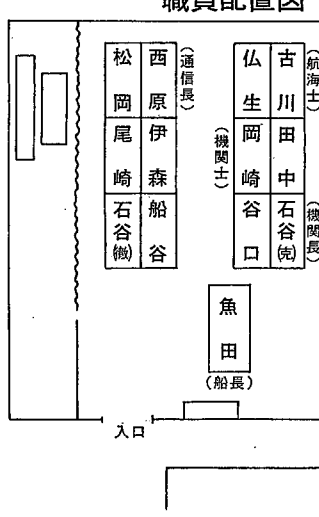 職員配置図
(航海士)
古川
仏生
(通信長)
西原
松岡
田中
岡崎
(機関士)
伊森
尾崎
(機関長)
石谷(克)
谷口
船谷
石谷(徹)
魚田
(船長)
入口